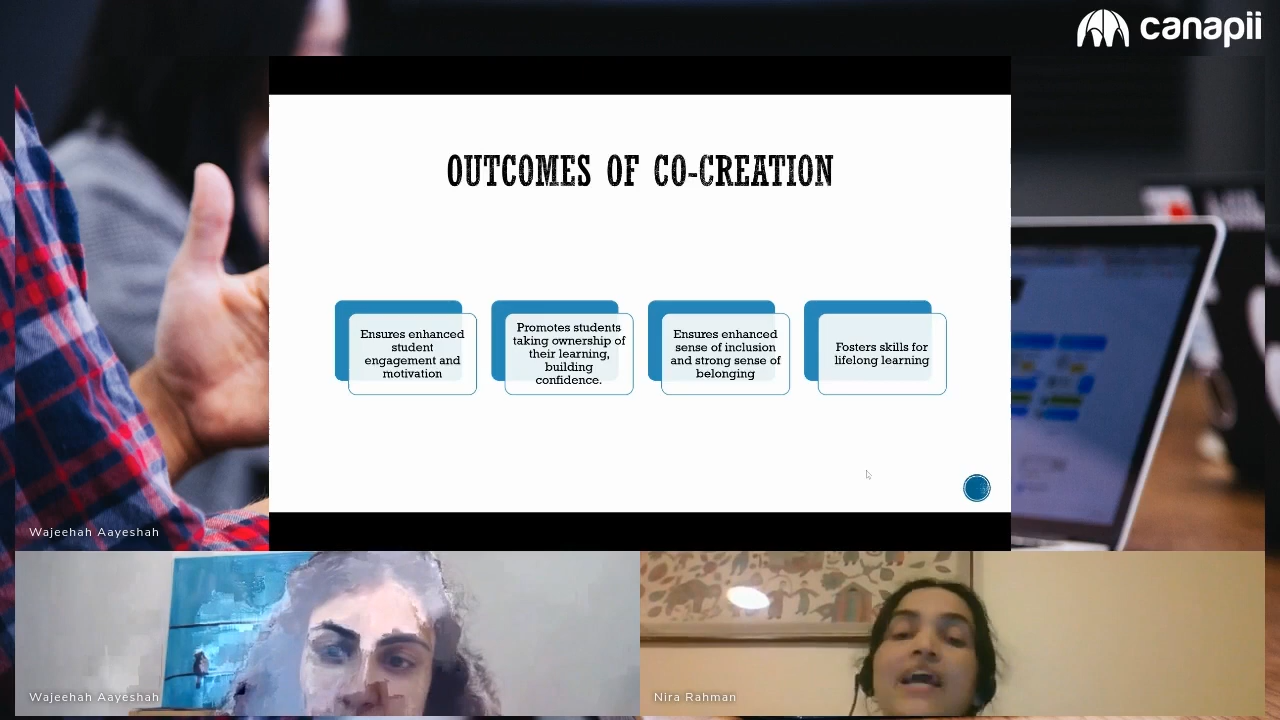 canapii
OUTCOMES OF CO-CREATION
Ensures enhanced
student
engagement and
motivation
Promotes students
taking ownership of
their learning,
building
confidence.
Ensures enhanced
sense of inclusion
and strong sense of
belonging
Fosters skills for
lifelong learning
Wajeehah Aayeshah
Wajeehah Aayeshah
Nira Rahman